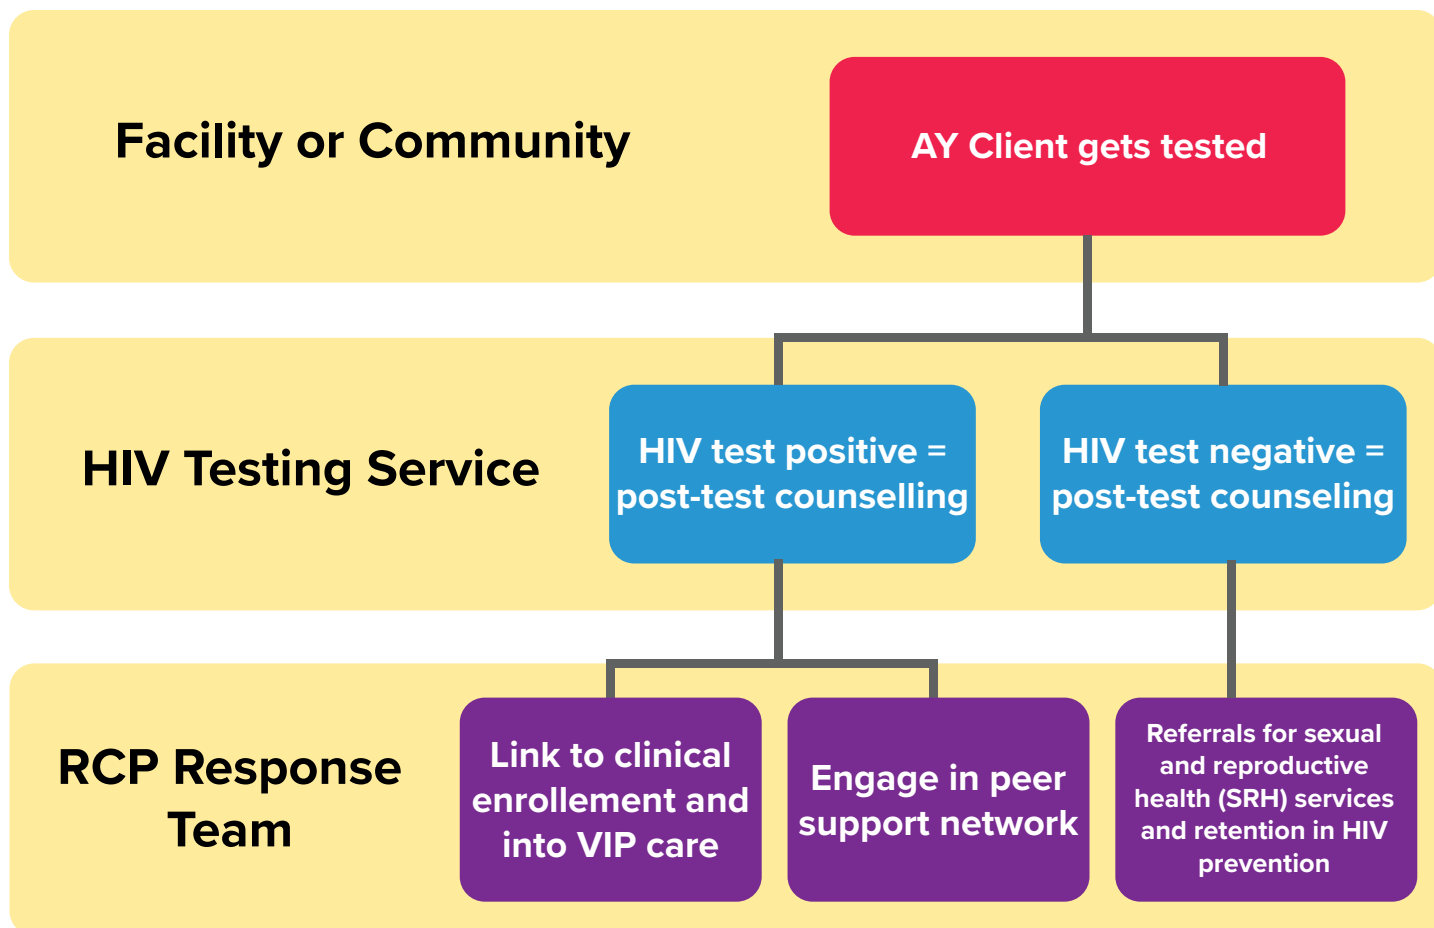 Facility or Community
AY Client gets tested
HIV Testing Service
HIV test positive =
post-test counselling
HIV test negative =
post-test counseling
RCP Response
Team
Link to clinical
enrollement and
into VIP care
Engage in peer
support network
Referrals for sexual
and reproductive
health (SRH) services
and retention in HIV
prevention